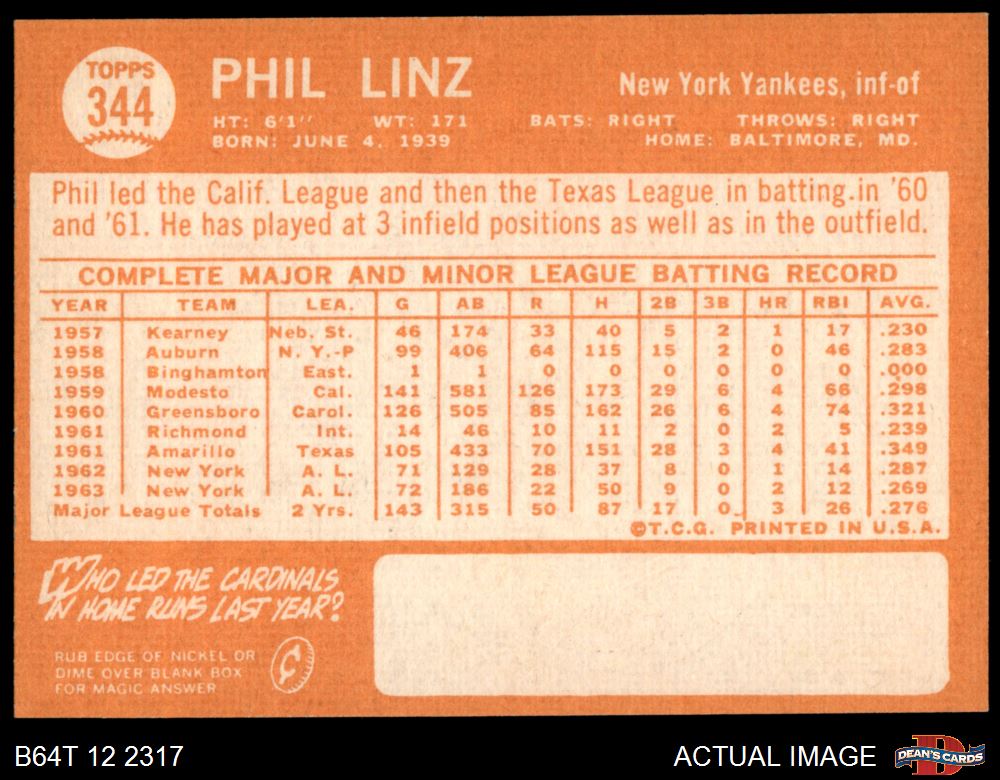 TOPPS
344
PHIL LINZ
New York Yankees, inf-of
HT: 6'1'' WT: 171 BATS: RIGHT THROWS: RIGHT
BORN: JUNE 4, 1939 HOME: BALTIMORE, MD.
Phil led the Calif. League and then the Texas League in batting.in '60
and '61. He has played at 3 infield positions as well as in the outfield.
COMPLETE MAJOR AND MINOR LEAGUE BATTING RECORD
YEAR TEAM LEA. G AB R H 2B 3B HR RBI AVG.
1957 Kearney Neb. St. 46 174 33 40 5 2 1 17 .230
1958 Auburn N. Y.-P 99 406 64 115 15 2 0 46 .283
1958 Binghamton East. 1 1 0 0 0 0 0 0 .000
1959 Modesto Cal. 141 581 126 173 29 6 4 66 .298
1960 Greensboro Carol. 126 505 85 162 26 6 4 74 .321
1961 Richmond Int. 14 46 10 11 2 0 2 5 .239
1961 Amarillo Texas 105 433 70 151 28 3 4 41 .349
1962 New York A. L. 71 129 28 37 8 0 1 14 .287
1963 New York A. L. 72 186 22 50 9 0 2 12 .269
Major League Totals 2 Yrs. 143 315 50 87 17 0 3 26 .276
©T.C.G. PRINTED IN U.S.A.
WHO LED THE CARDINALS
IN HOME RUNS LAST YEAR?
RUB EDGE OF NICKEL OR
DIME OVER BLANK BOX
FOR MAGIC ANSWER
¢
B64T 12 2317
ACTUAL IMAGE
D
DEAN'S CARDS